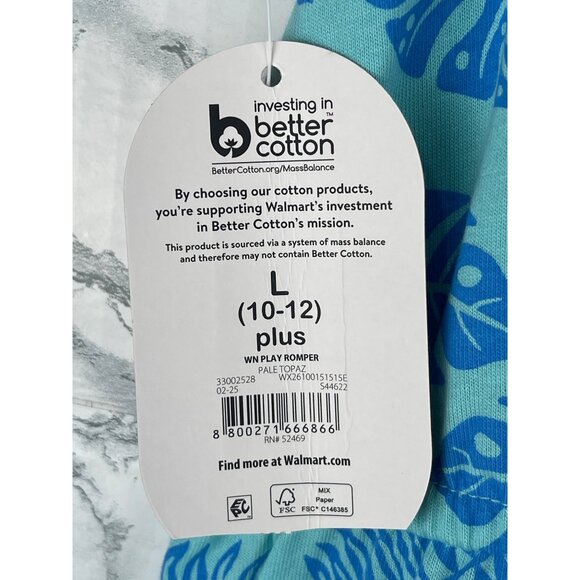 investing in
better™
cotton
BetterCotton.org/MassBalance
By choosing our cotton products,
you're supporting Walmart's investment
in Better Cotton's mission.
This product is sourced via a system of mass balance
and therefore may not contain Better Cotton.
L
(10-12)
plus
WN PLAY ROMPER
PALE TOPAZ
33002528 WX26100151515E
02-25 S44622
8 800271 666866
RN# 52469
Find more at Walmart.com
FSC
MIX
Paper
FSC® C146385